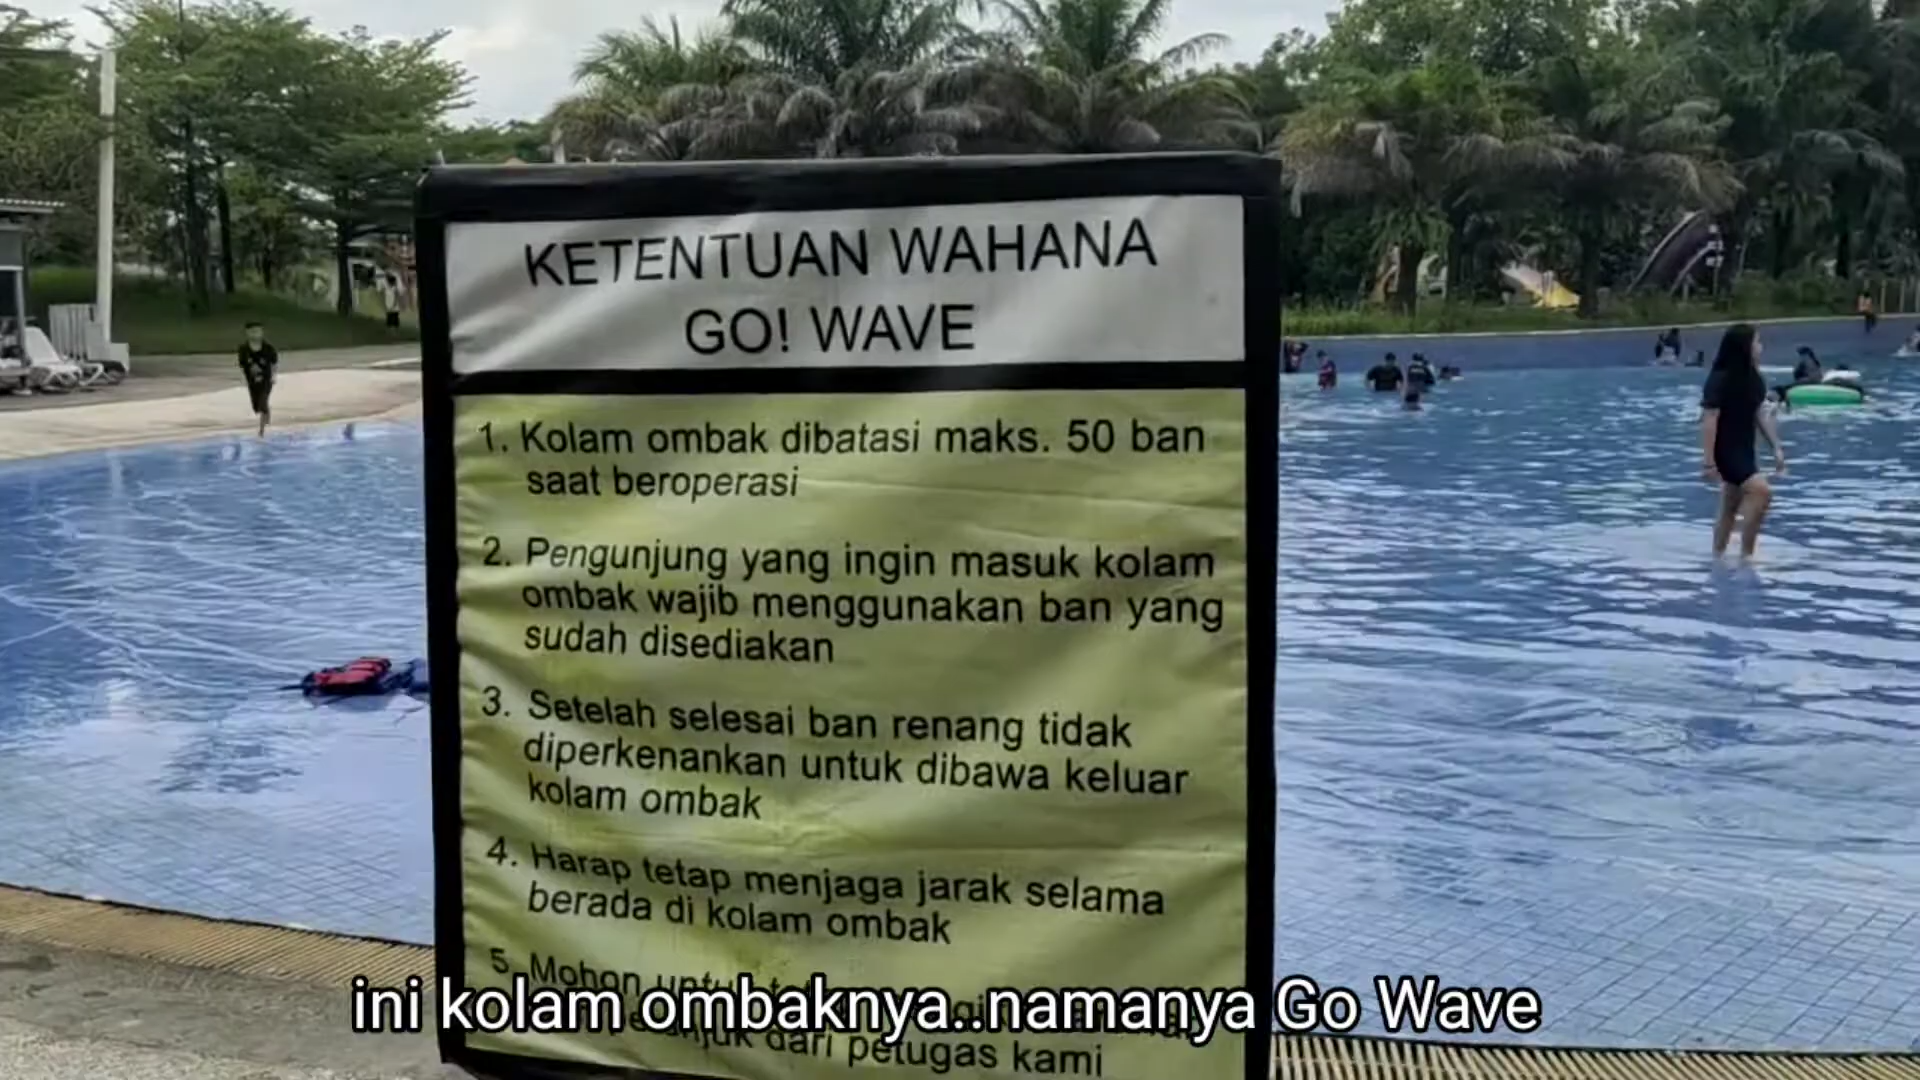 KETENTUAN WAHANA
GO! WAVE
1. Kolam ombak dibatasi maks. 50 ban
saat beroperasi
2. Pengunjung yang ingin masuk kolam
ombak wajib menggunakan ban yang
sudah disediakan
3. Setelah selesai ban renang tidak
diperkenankan untuk dibawa keluar
kolam ombak
4. Harap tetap menjaga jarak selama
berada di kolam ombak
5. Mohon untuk
dari petugas kami
ini kolam ombaknya..namanya Go Wave